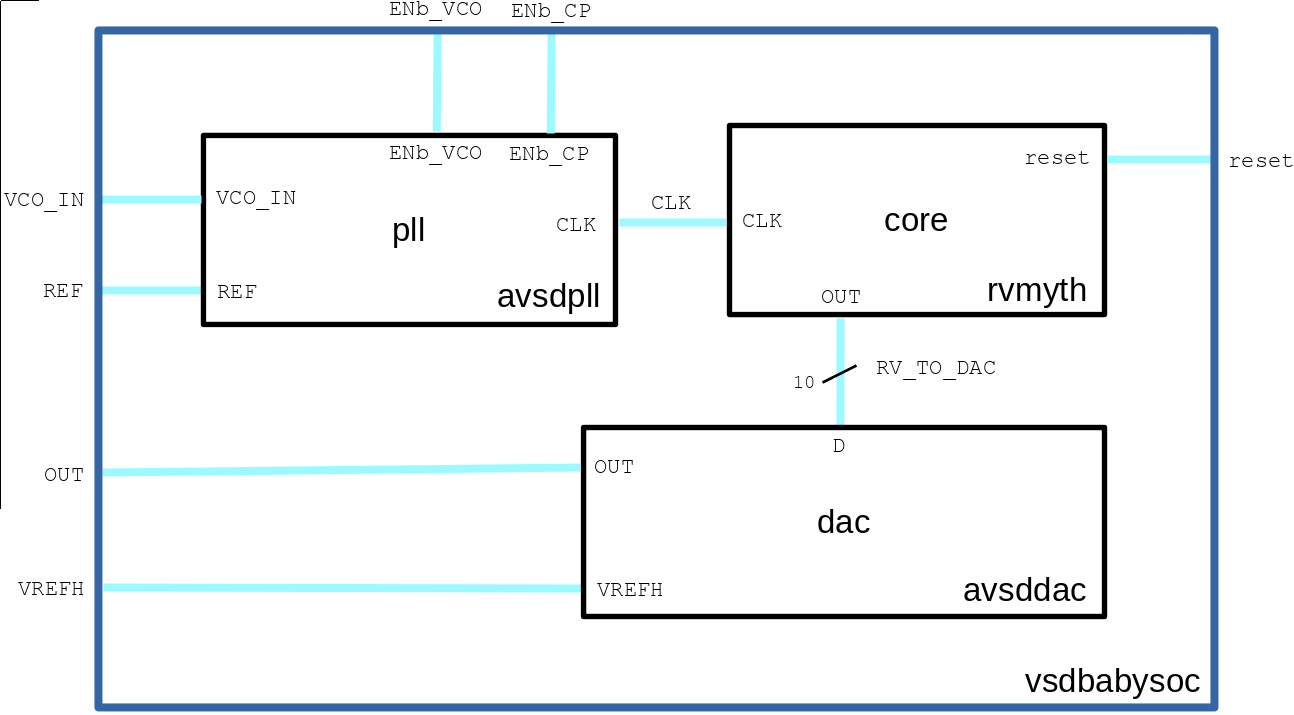 ENb_VCO ENb_CP
ENb_VCO ENb_CP
reset reset
VCO_IN VCO_IN
CLK
CLK CLK
pll core
REF REF
avsdpll rvmyth
OUT
10 RV_TO_DAC
D
OUT OUT
dac
VREFH VREFH
avsddac
vsdbabysoc